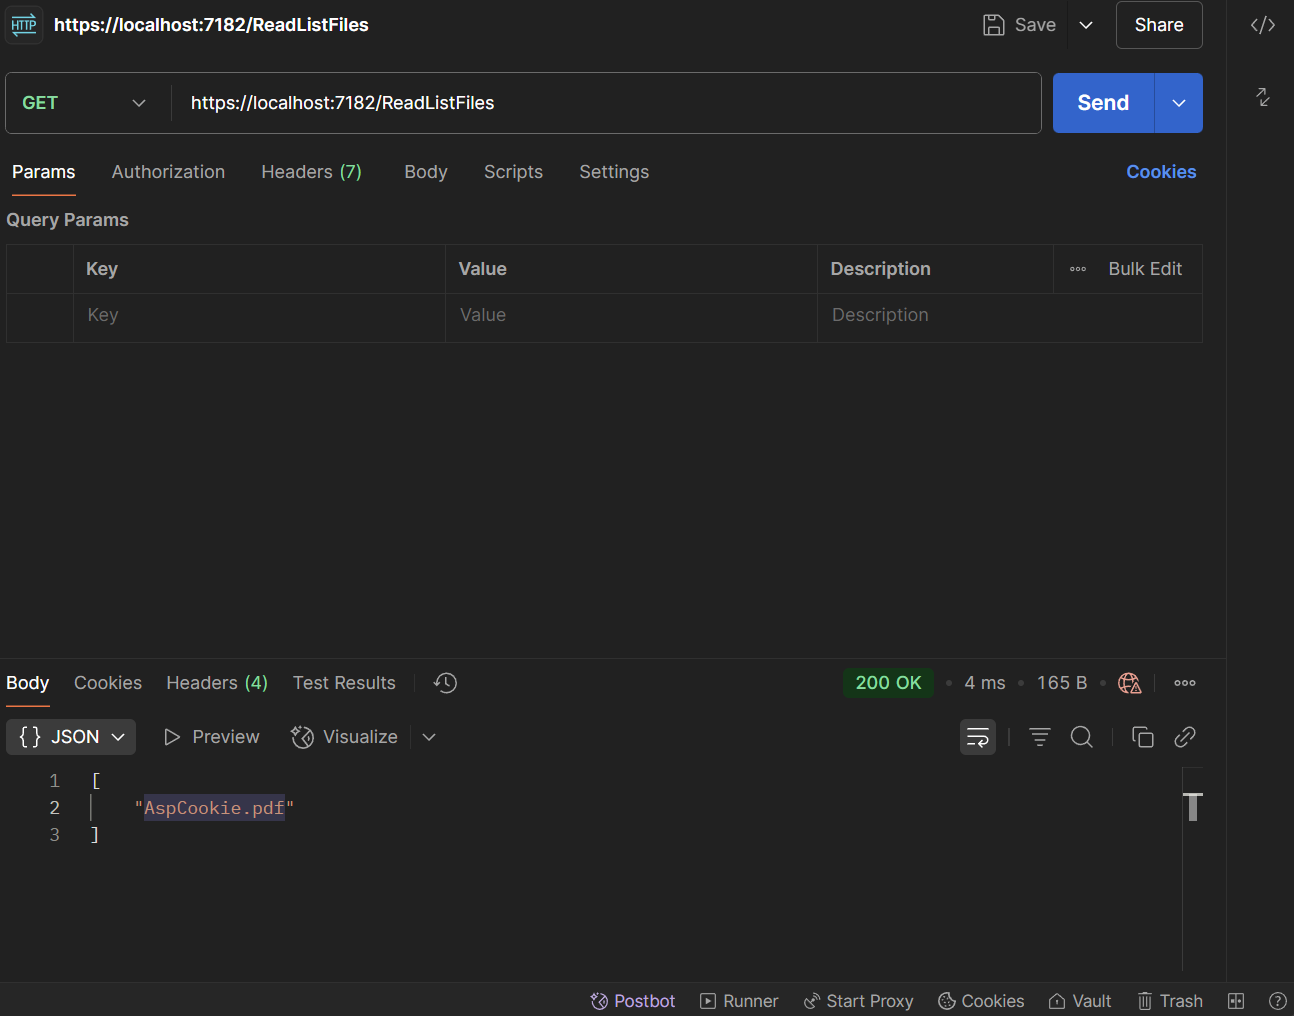 HTTP https://localhost:7182/ReadListFiles Save Share
GET https://localhost:7182/ReadListFiles Send
Params Authorization Headers (7) Body Scripts Settings Cookies
Query Params
Key Value Description Bulk Edit
Key Value Description
Body Cookies Headers (4) Test Results 200 OK 4 ms 165 B
{} JSON Preview Visualize
1 [
2 "AspCookie.pdf"
3 ]
Postbot Runner Start Proxy Cookies Vault Trash